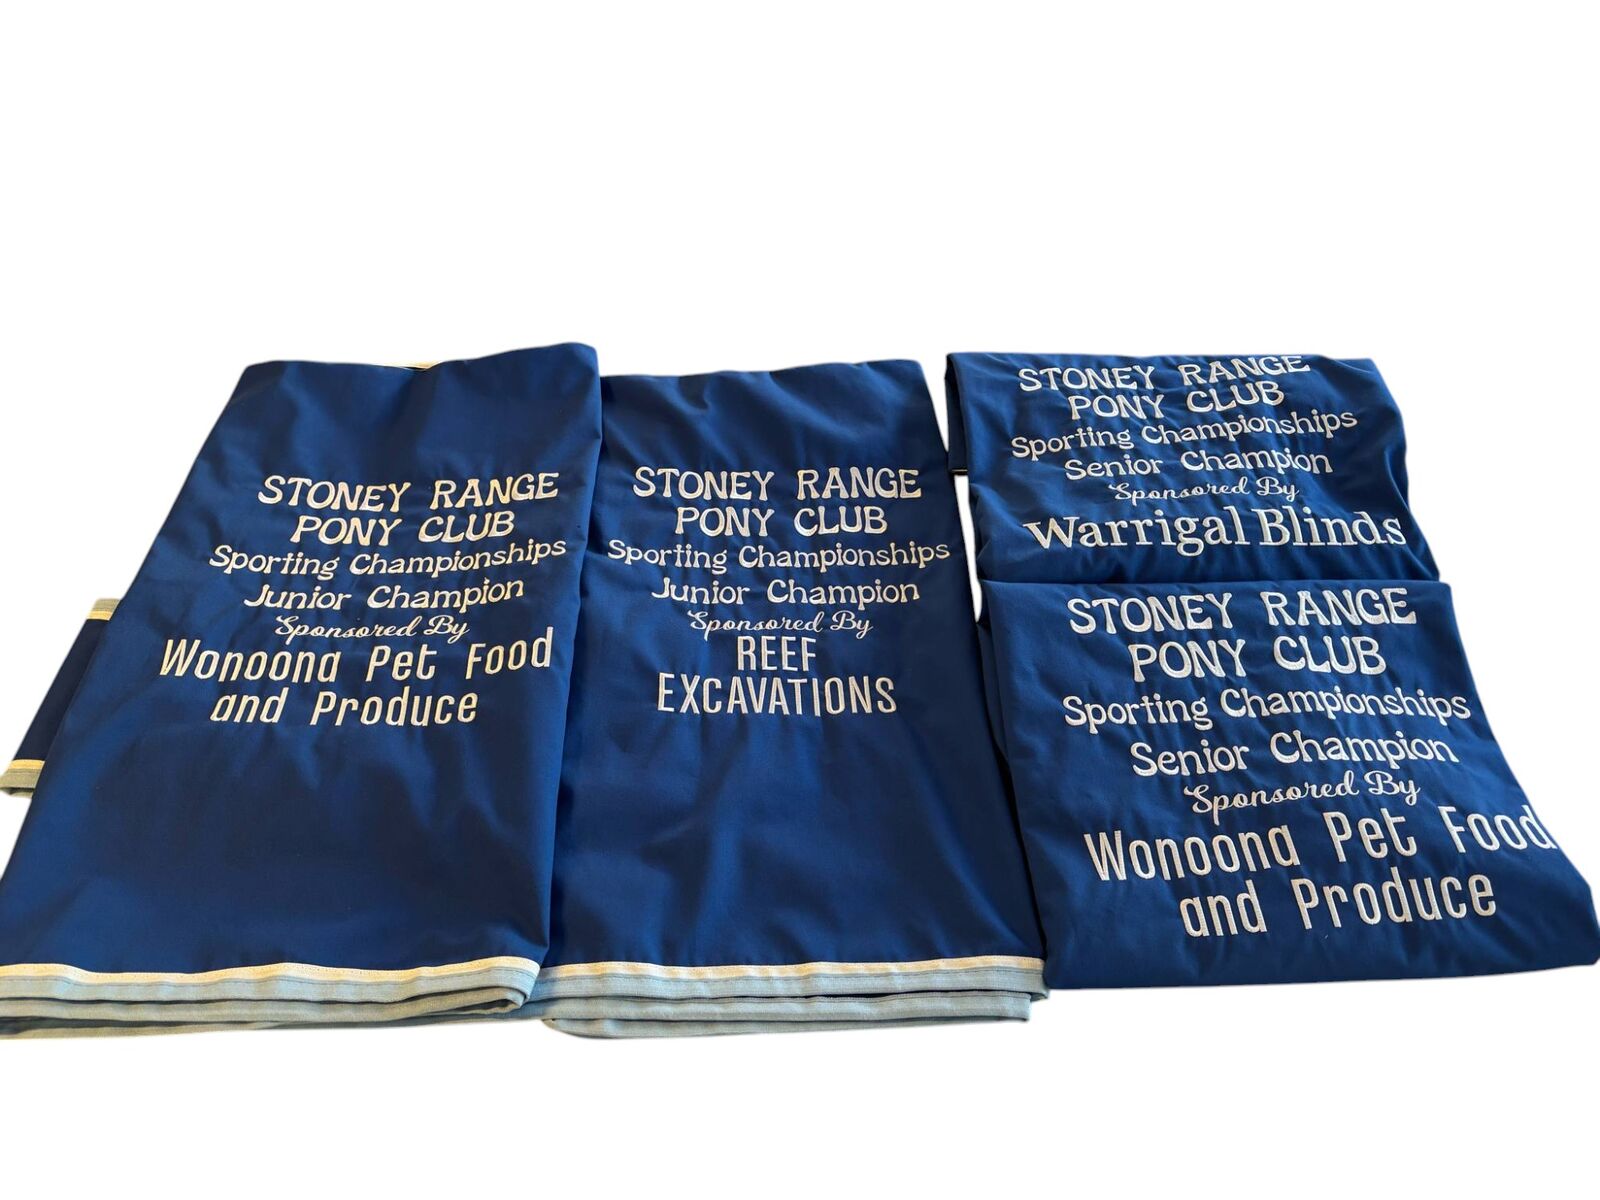 STONEY RANGE
PONY CLUB
Sporting Championships
Junior Champion
Sponsored By
Wonoona Pet Food
and Produce
STONEY RANGE
PONY CLUB
Sporting Championships
Junior Champion
Sponsored By
REEF
EXCAVATIONS
STONEY RANGE
PONY CLUB
Sporting Championships
Senior Champion
Sponsored By
Warrigal Blinds
STONEY RANGE
PONY CLUB
Sporting Championships
Senior Champion
Sponsored By
Wonoona Pet Food
and Produce